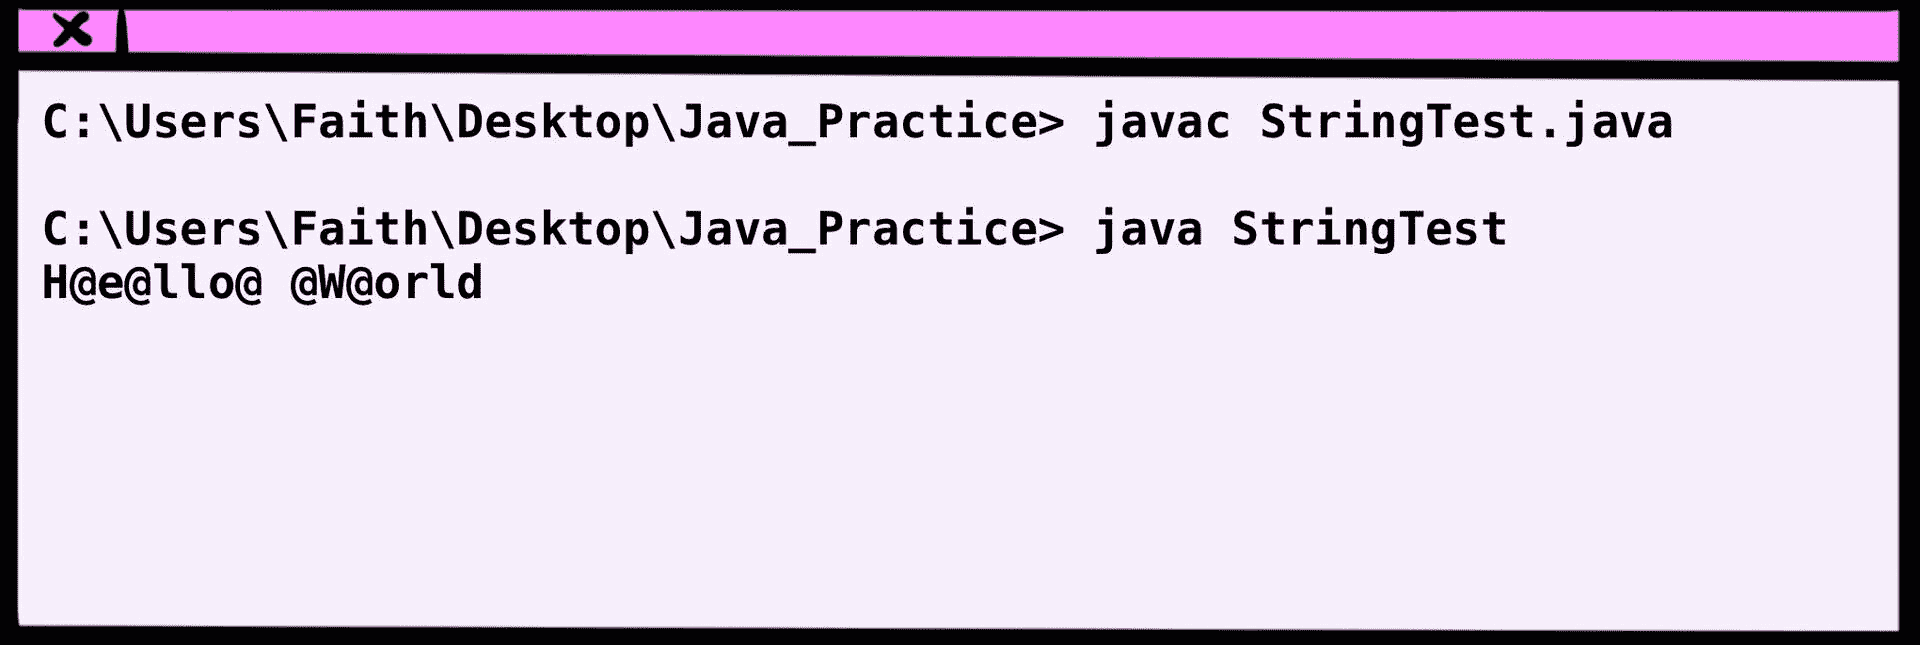 C:\Users\Faith\Desktop\Java_Practice> javac StringTest.java
C:\Users\Faith\Desktop\Java_Practice> java StringTest
H@e@llo@ @W@orld